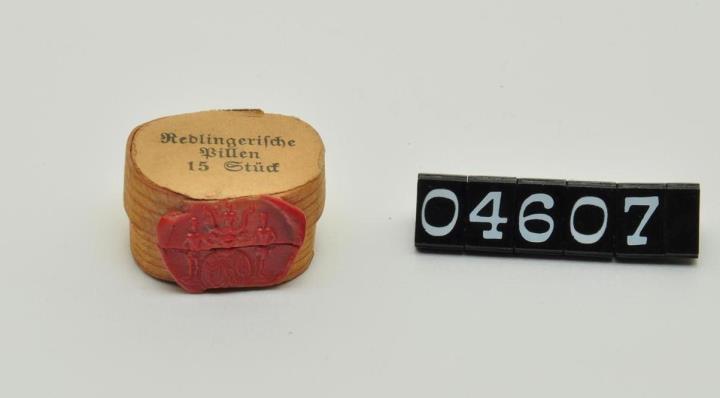 Redlingeriſche
Pillen
15 Stück
04607